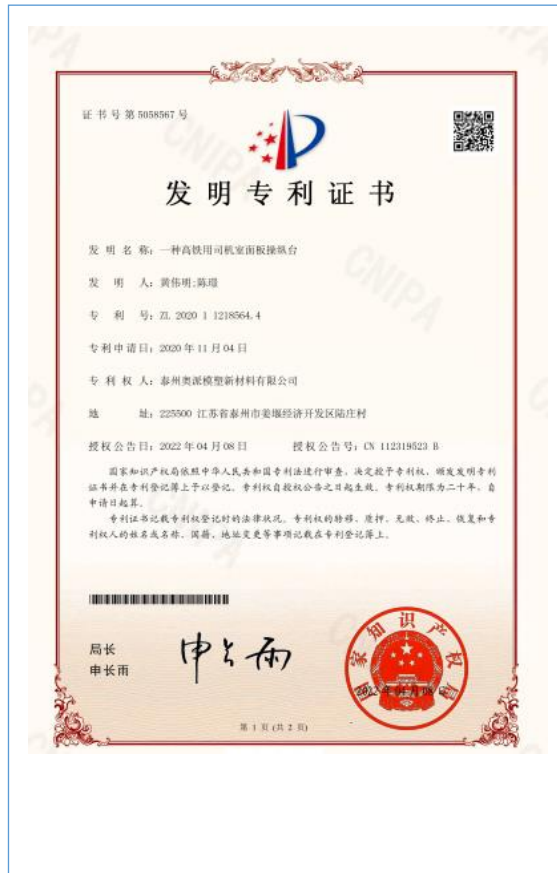 证书号第5058567号
发明专利证书
发明名称：一种高铁用司机室面板操纵台
发明人：黄伟明;陈璟
专利号：ZL 2020 1 1218564.4
专利申请日：2020年11月04日
专利权人：泰州奥派模塑新材料有限公司
地址：225500 江苏省泰州市姜堰经济开发区陆庄村
授权公告日：2022年04月08日 授权公告号：CN 112319523 B
国家知识产权局依照中华人民共和国专利法进行审查，决定授予专利权，颁发发明专利
证书并在专利登记簿上予以登记。专利权自授权公告之日起生效。专利权期限为二十年，自
申请日起算。
专利证书记载专利权登记时的法律状况。专利权的转移、质押、无效、终止、恢复和专
利权人的姓名或名称、国籍、地址变更等事项记载在专利登记簿上。
局长
申长雨
申长雨
国家知识产权局
2022年04月08日
第 1 页 (共 2 页)
CNIPA
CNIPA
CNIPA